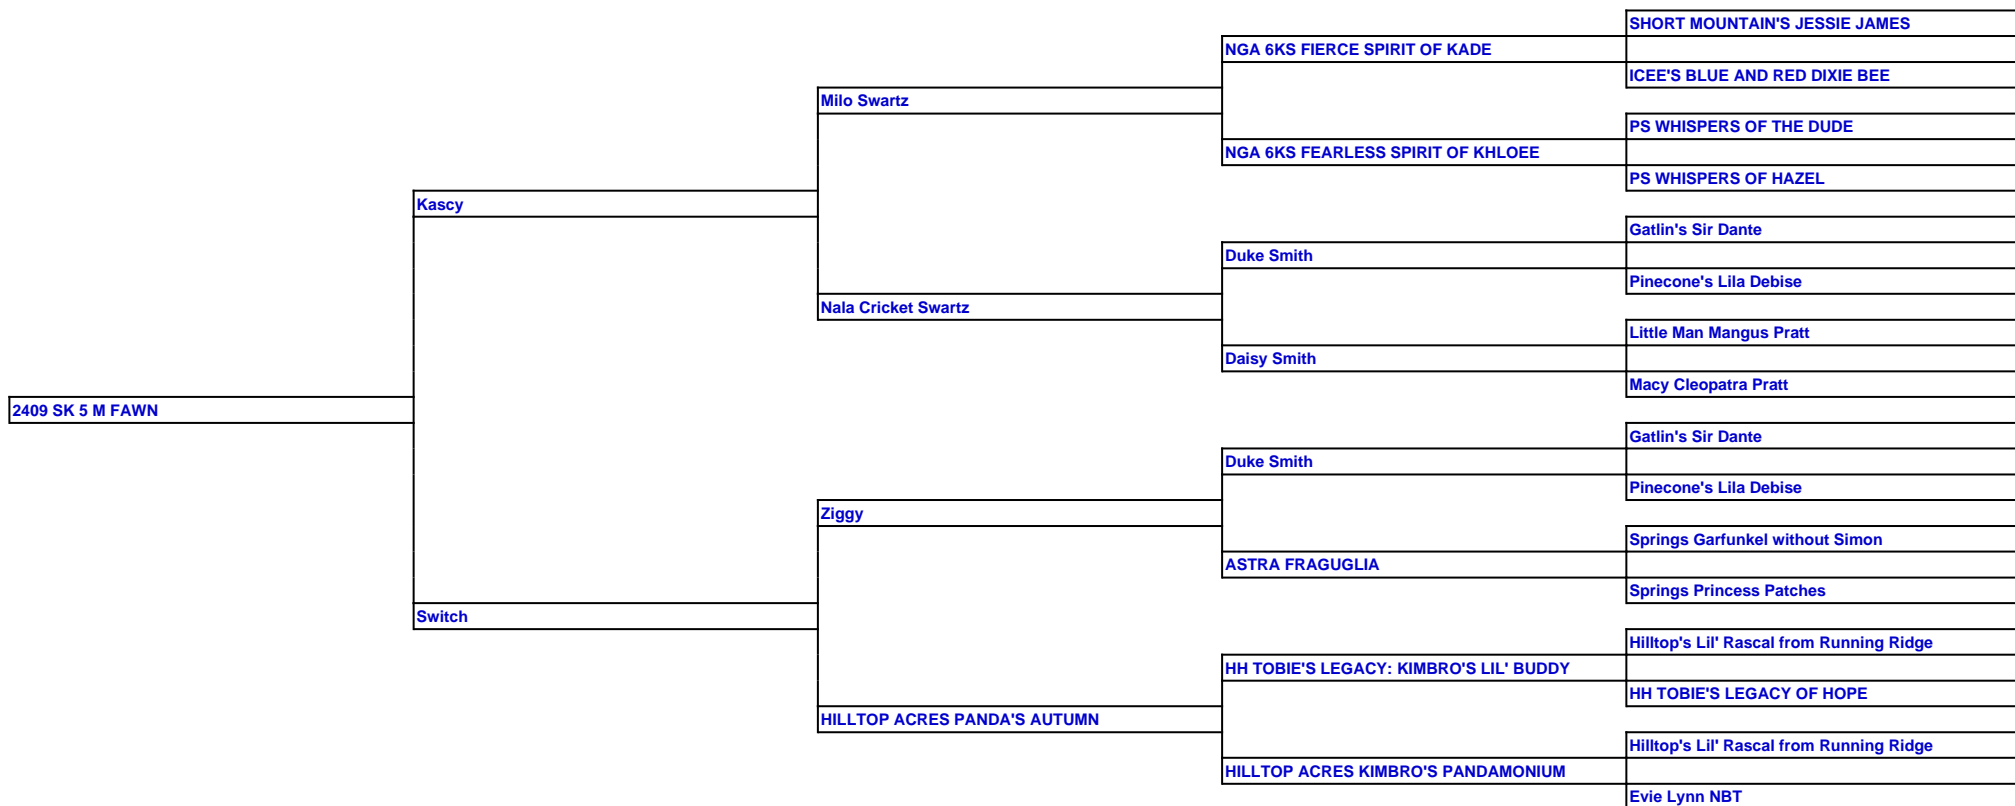 SHORT MOUNTAIN'S JESSIE JAMES
NGA 6KS FIERCE SPIRIT OF KADE
ICEE'S BLUE AND RED DIXIE BEE
Milo Swartz
PS WHISPERS OF THE DUDE
NGA 6KS FEARLESS SPIRIT OF KHLOEE
PS WHISPERS OF HAZEL
Kascy
Gatlin's Sir Dante
Duke Smith
Pinecone's Lila Debise
Nala Cricket Swartz
Little Man Mangus Pratt
Daisy Smith
Macy Cleopatra Pratt
2409 SK 5 M FAWN
Gatlin's Sir Dante
Duke Smith
Pinecone's Lila Debise
Ziggy
Springs Garfunkel without Simon
ASTRA FRAGUGLIA
Springs Princess Patches
Switch
Hilltop's Lil' Rascal from Running Ridge
HH TOBIE'S LEGACY: KIMBRO'S LIL' BUDDY
HH TOBIE'S LEGACY OF HOPE
HILLTOP ACRES PANDA'S AUTUMN
Hilltop's Lil' Rascal from Running Ridge
HILLTOP ACRES KIMBRO'S PANDAMONIUM
Evie Lynn NBT